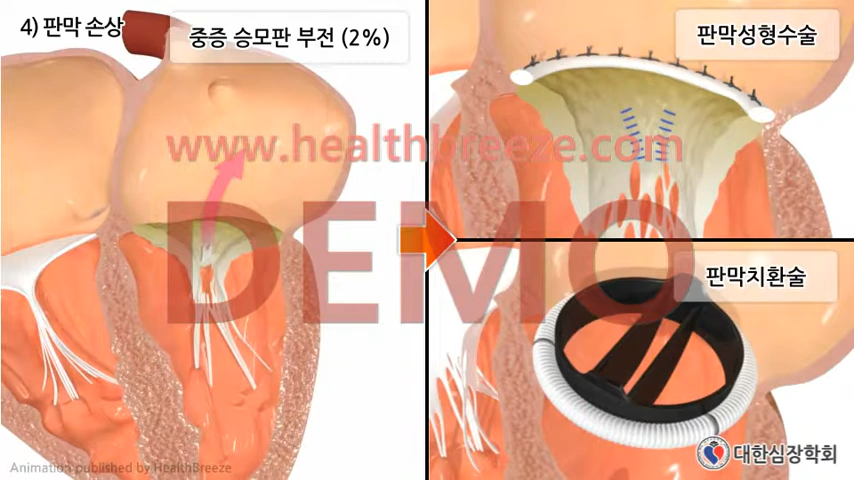 4) 판막 손상
중증 승모판 부전 (2%)
판막성형수술
www.healthbreeze.com
DEMO
판막치환술
대한심장학회
Animation published by HealthBreeze